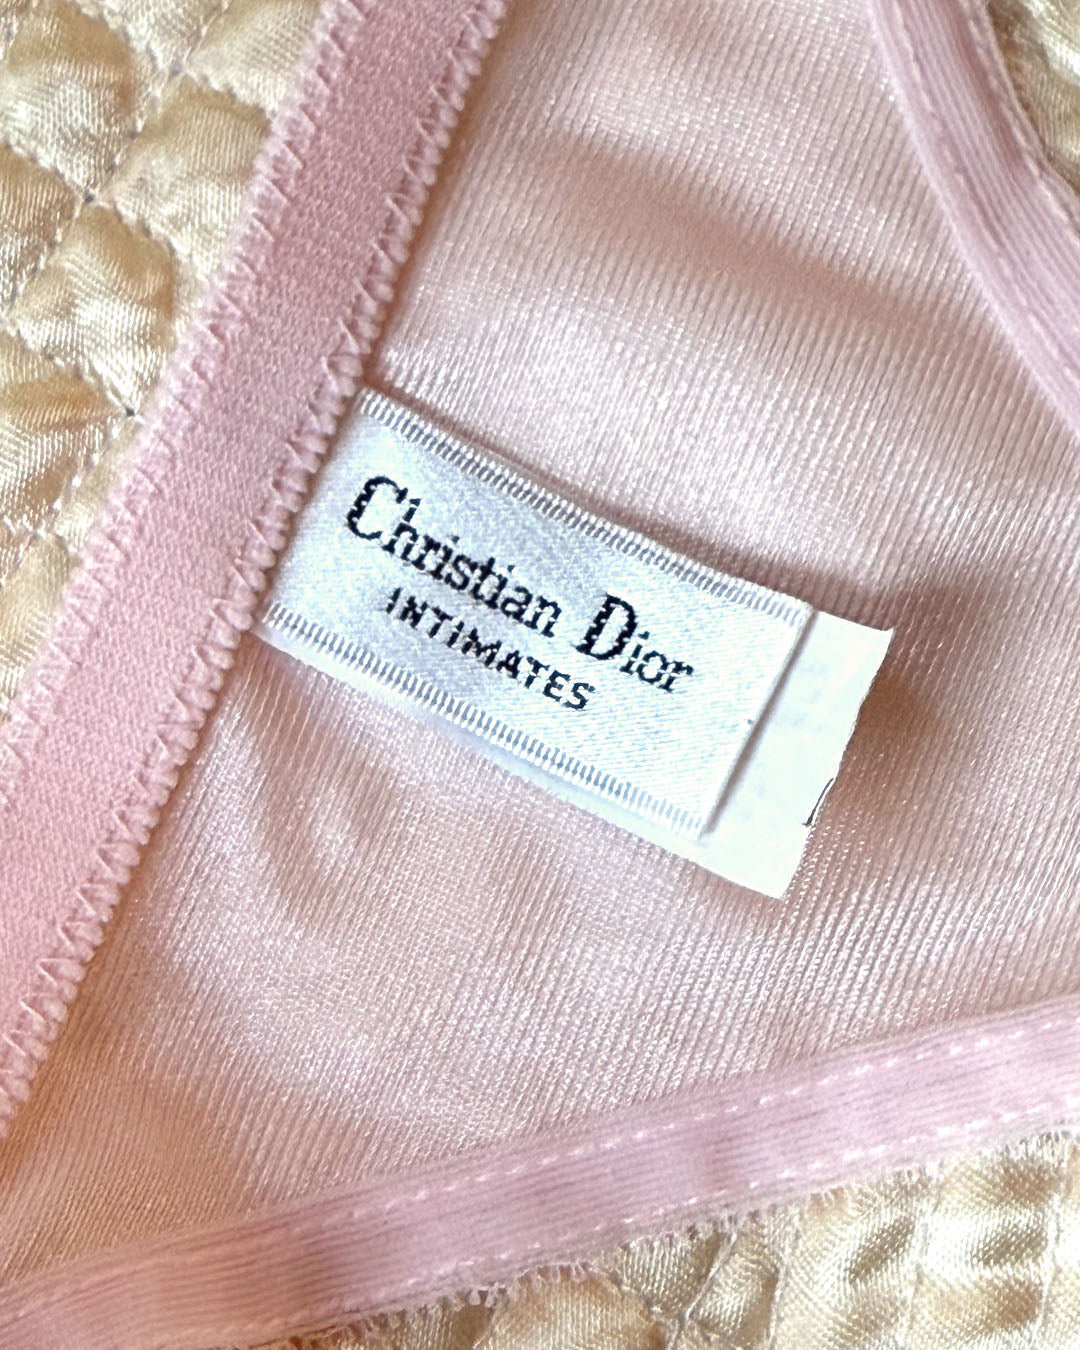 Christian Dior
INTIMATES